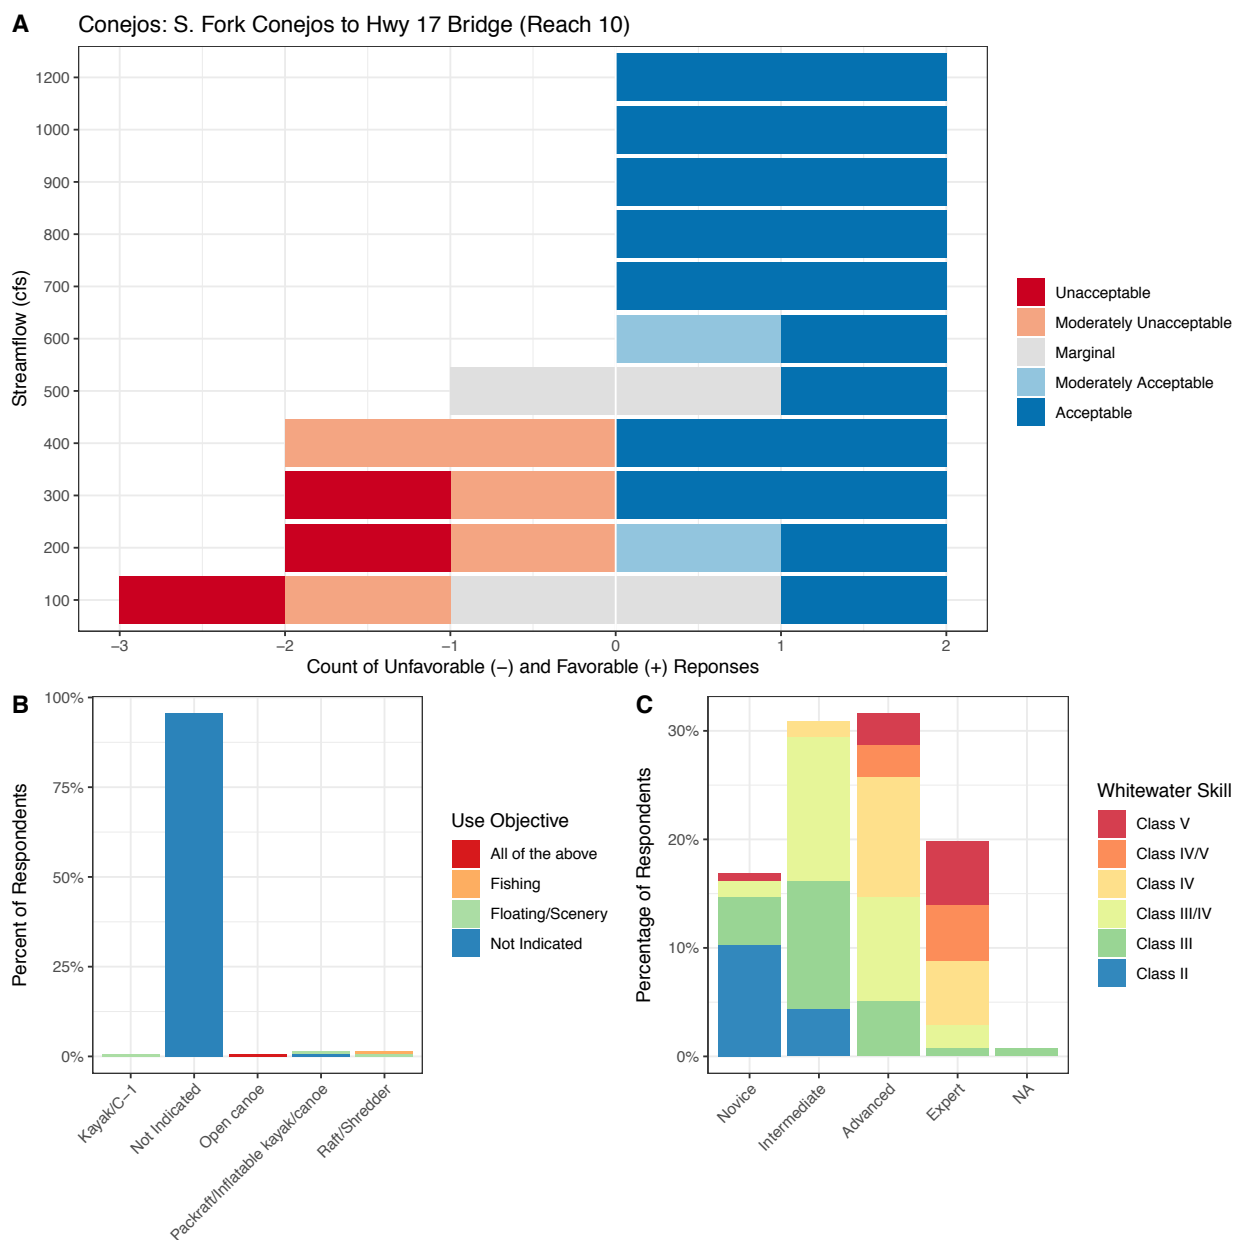 A
Conejos: S. Fork Conejos to Hwy 17 Bridge (Reach 10)
Streamflow (cfs)
1200
1000
900
800
700
600
500
400
300
200
100
−3
−2
−1
0
1
2
Count of Unfavorable (−) and Favorable (+) Reponses
Unacceptable
Moderately Unacceptable
Marginal
Moderately Acceptable
Acceptable
B
Percent of Respondents
100%
75%
50%
25%
0%
Kayak/C−1
Not Indicated
Open canoe
Packraft/Inflatable kayak/canoe
Raft/Shredder
Use Objective
All of the above
Fishing
Floating/Scenery
Not Indicated
C
Percentage of Respondents
30%
20%
10%
0%
Novice
Intermediate
Advanced
Expert
NA
Whitewater Skill
Class V
Class IV/V
Class IV
Class III/IV
Class III
Class II